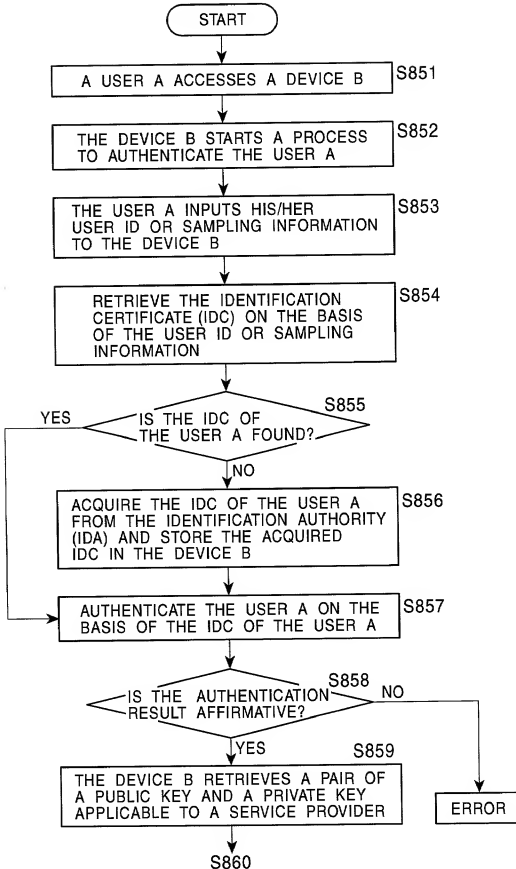 START
A USER A ACCESSES A DEVICE B
S851
THE DEVICE B STARTS A PROCESS
TO AUTHENTICATE THE USER A
S852
THE USER A INPUTS HIS/HER
USER ID OR SAMPLING INFORMATION
TO THE DEVICE B
S853
RETRIEVE THE IDENTIFICATION
CERTIFICATE (IDC) ON THE BASIS
OF THE USER ID OR SAMPLING
INFORMATION
S854
S855
IS THE IDC OF
THE USER A FOUND?
YES
NO
ACQUIRE THE IDC OF THE USER A
FROM THE IDENTIFICATION AUTHORITY
(IDA) AND STORE THE ACQUIRED
IDC IN THE DEVICE B
S856
AUTHENTICATE THE USER A ON THE
BASIS OF THE IDC OF THE USER A
S857
S858
IS THE AUTHENTICATION
RESULT AFFIRMATIVE?
NO
YES
S859
THE DEVICE B RETRIEVES A PAIR OF
A PUBLIC KEY AND A PRIVATE KEY
APPLICABLE TO A SERVICE PROVIDER
ERROR
S860